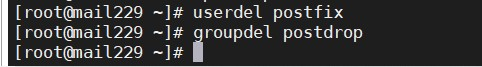 [root@mail229 ~]# userdel postfix
[root@mail229 ~]# groupdel postdrop
[root@mail229 ~]#